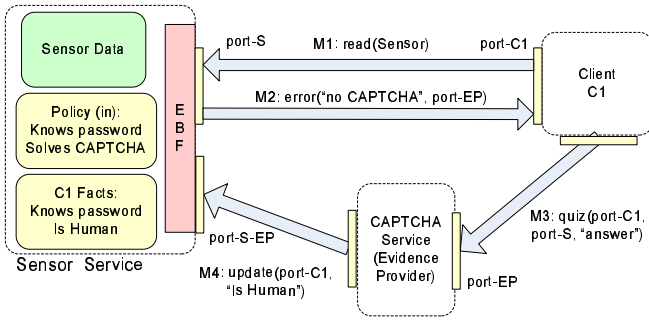 Sensor Data
Policy (in):
Knows password
Solves CAPTCHA
C1 Facts:
Knows password
Is Human
Sensor Service
E
B
F
port-S
M1: read(Sensor)
port-C1
M2: error("no CAPTCHA", port-EP)
Client
C1
port-S-EP
M4: update(port-C1,
"Is Human")
CAPTCHA
Service
(Evidence
Provider)
port-EP
M3: quiz(port-C1,
port-S, "answer")